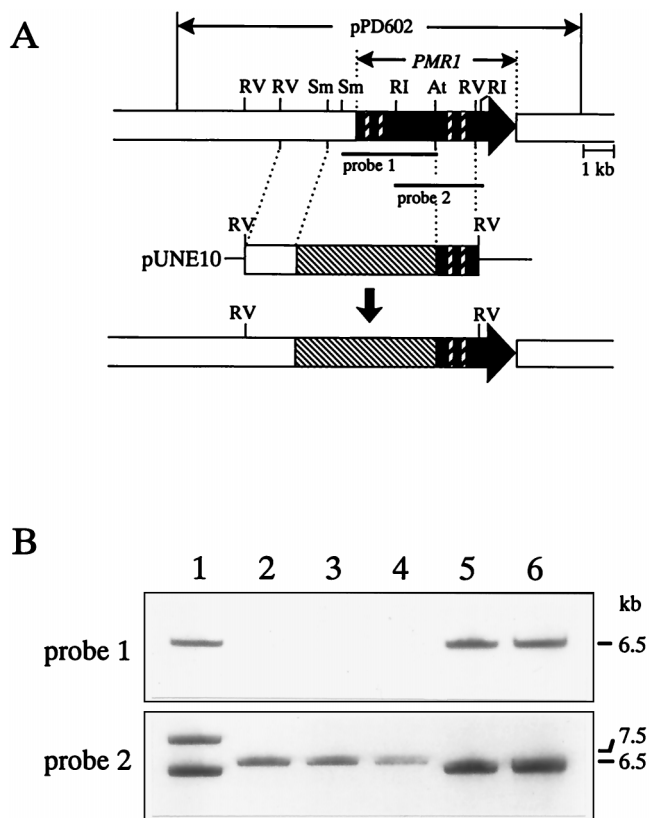 A
pPD602
PMR1
RV RV Sm Sm RI At RV RI
probe 1
1 kb
probe 2
RV RV
pUNE10
RV RV
B
1 2 3 4 5 6
kb
probe 1
6.5
7.5
probe 2
6.5